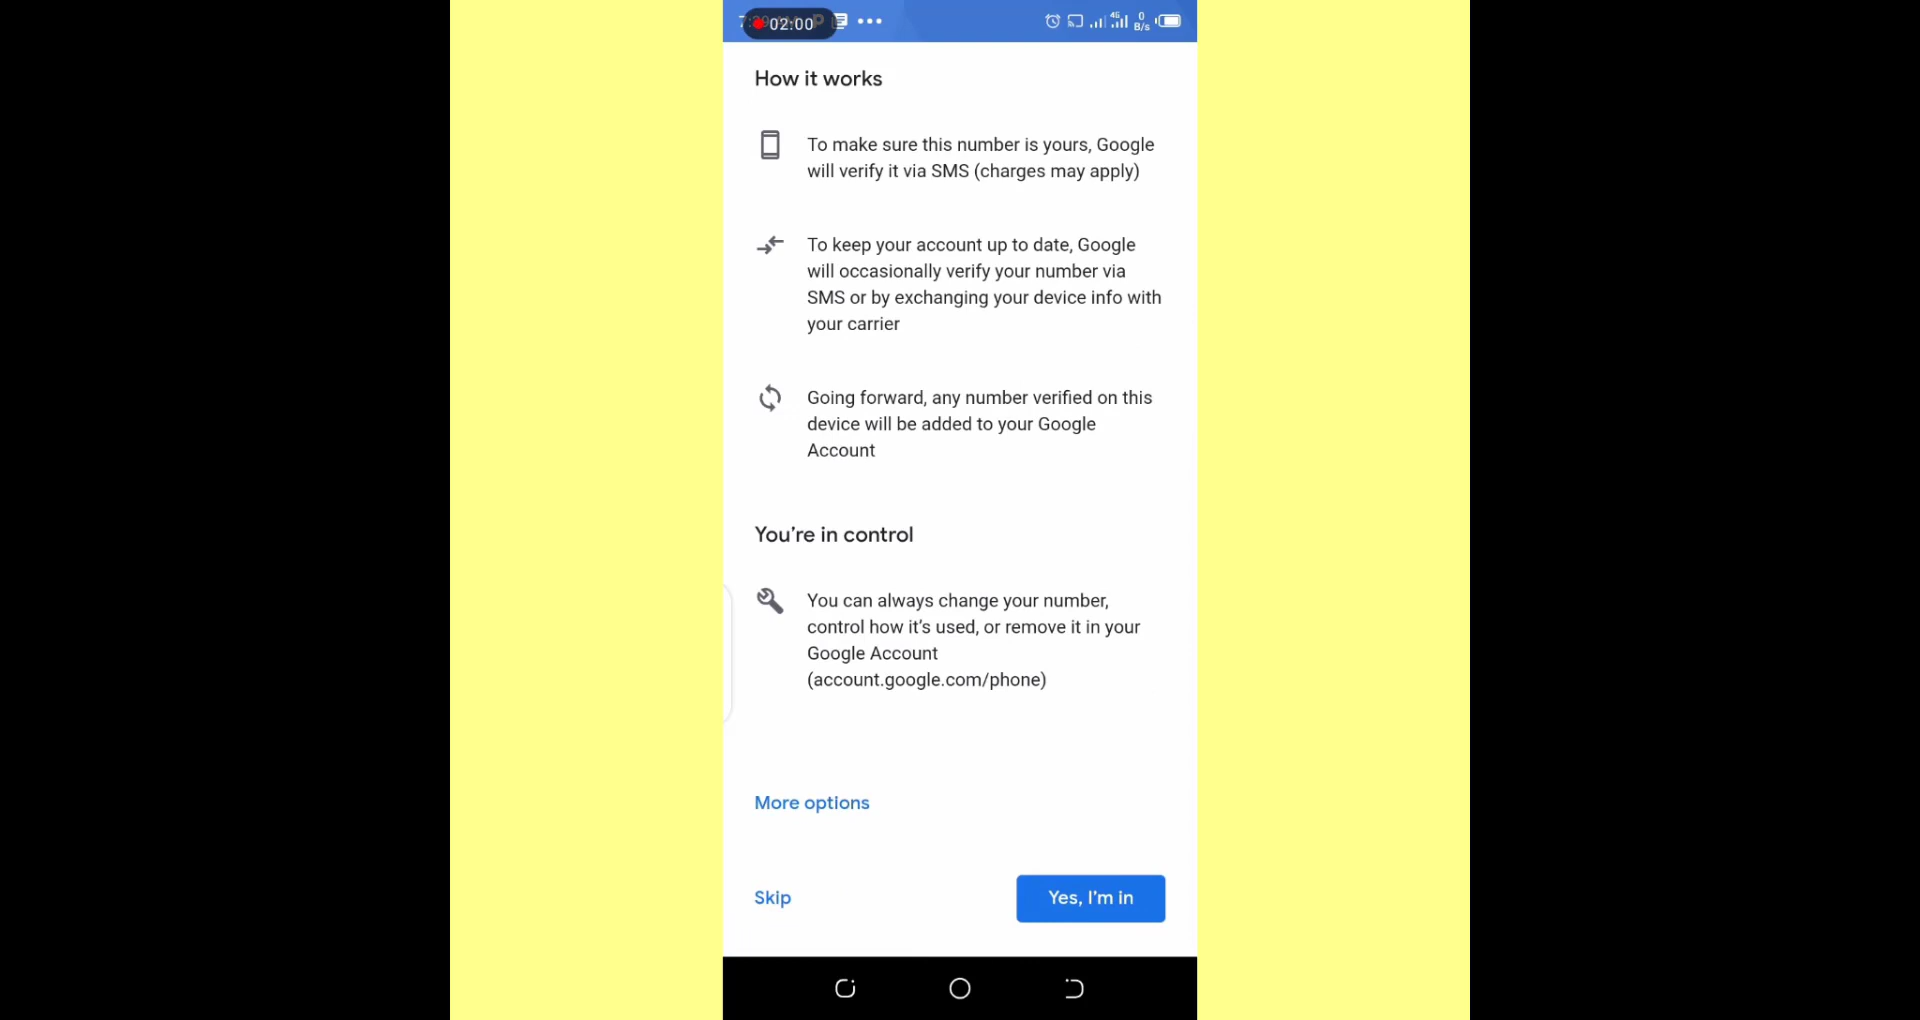 02:00
4G
0
B/s
How it works
To make sure this number is yours, Google
will verify it via SMS (charges may apply)
To keep your account up to date, Google
will occasionally verify your number via
SMS or by exchanging your device info with
your carrier
Going forward, any number verified on this
device will be added to your Google
Account
You’re in control
You can always change your number,
control how it’s used, or remove it in your
Google Account
(account.google.com/phone)
More options
Skip
Yes, I’m in